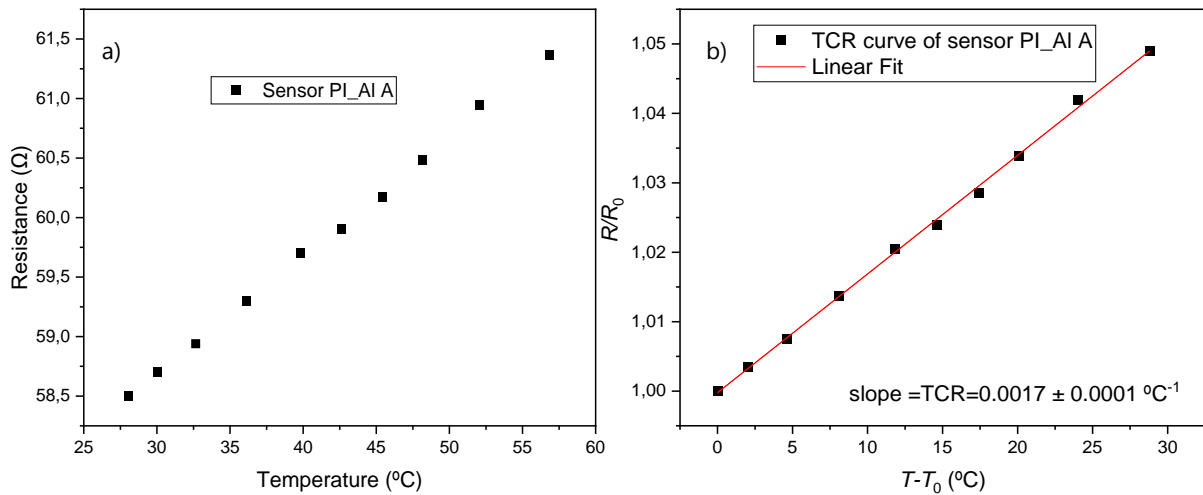 a)
Sensor PI_Al A
61,5
61,0
60,5
60,0
59,5
59,0
58,5
Resistance (Ω)
25 30 35 40 45 50 55 60
Temperature (ºC)
b)
TCR curve of sensor PI_Al A
Linear Fit
1,05
1,04
1,03
1,02
1,01
1,00
R/R0
slope =TCR=0.0017 ± 0.0001 ºC-1
0 5 10 15 20 25 30
T-T0 (ºC)